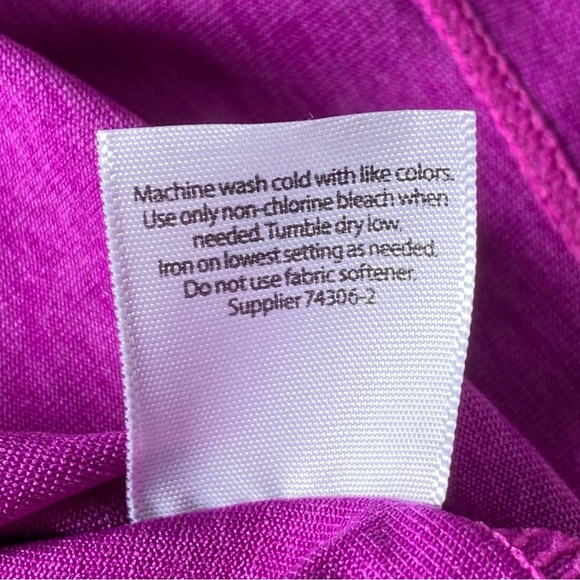 Machine wash cold with like colors.
Use only non-chlorine bleach when
needed. Tumble dry low.
Iron on lowest setting as needed.
Do not use fabric softener.
Supplier 74306-2